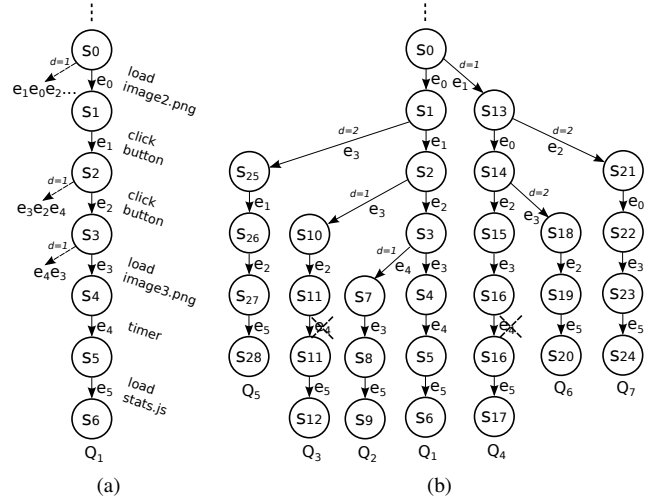 s0
d=1
e1e0e2...
e0
load
image2.png
s1
e1
click
button
s2
d=1
e3e2e4
e2
click
button
s3
d=1
e4e3
e3
load
image3.png
s4
e4
timer
s5
e5
load
stats.js
s6
Q1
(a)
s0
d=1
e0
e1
s1
s13
d=2
e3
e1
e0
d=2
e2
s25
s2
s14
s21
e1
d=1
e3
e2
e2
d=2
e3
e0
s26
s10
s3
s15
s18
s22
e2
e2
d=1
e4
e3
e3
e2
e3
s27
s11
s7
s4
s16
s19
s23
e5
e4
e3
e4
e4
e5
e5
s28
s11
s8
s5
s16
s20
s24
Q5
e5
e5
e5
e5
Q6
Q7
s12
s9
s6
s17
Q3
Q2
Q1
Q4
(b)